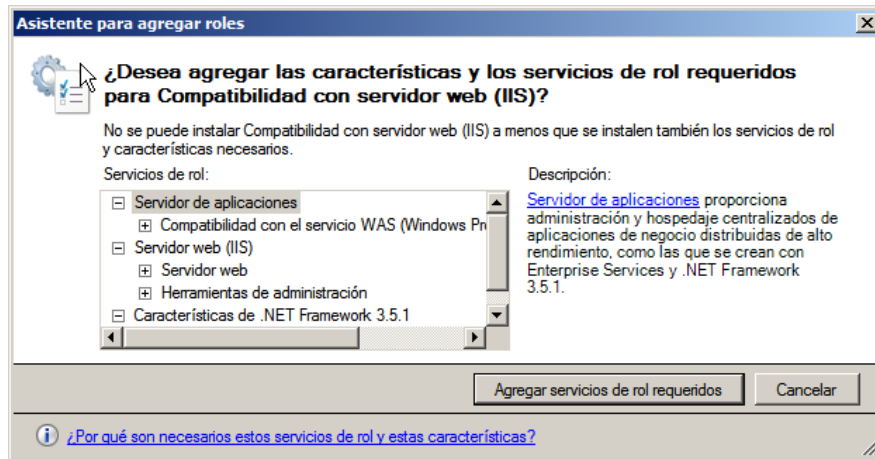 Asistente para agregar roles
¿Desea agregar las características y los servicios de rol requeridos
para Compatibilidad con servidor web (IIS)?
No se puede instalar Compatibilidad con servidor web (IIS) a menos que se instalen también los servicios de rol
y características necesarios.
Servicios de rol:
Servidor de aplicaciones
Compatibilidad con el servicio WAS (Windows Pr
Servidor web (IIS)
Servidor web
Herramientas de administración
Características de .NET Framework 3.5.1
Descripción:
Servidor de aplicaciones proporciona
administración y hospedaje centralizados de
aplicaciones de negocio distribuidas de alto
rendimiento, como las que se crean con
Enterprise Services y .NET Framework
3.5.1.
Agregar servicios de rol requeridos
Cancelar
¿Por qué son necesarios estos servicios de rol y estas características?